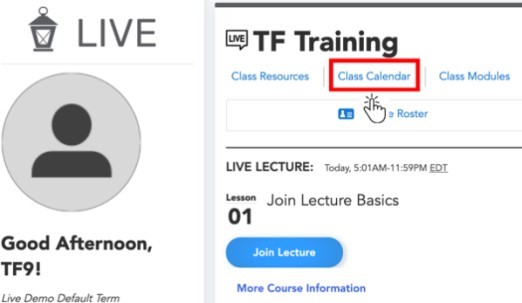 LIVE
Good Afternoon,
TF9!
Live Demo Default Term
LIVE TF Training
Class Resources | Class Calendar | Class Modules
e Roster
LIVE LECTURE: Today, 5:01AM-11:59PM EDT
Lesson
01 Join Lecture Basics
Join Lecture
More Course Information